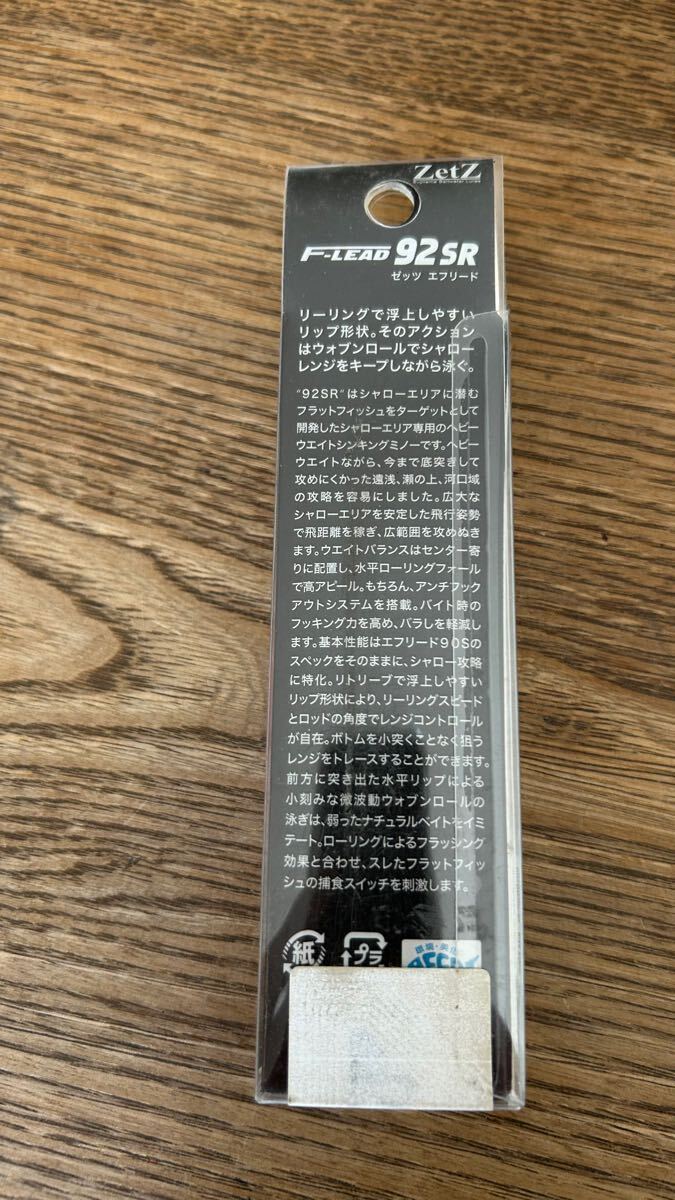 ZetZ
Supreme Saltwater Lures
F-LEAD 92SR
ゼッツ エフリード
リーリングで浮上しやすい
リップ形状。そのアクション
はウォブンロールでシャロー
レンジをキープしながら泳ぐ。
"92SR"はシャローエリアに潜む
フラットフィッシュをターゲットとして
開発したシャローエリア専用のヘビー
ウエイトシンキングミノーです。ヘビー
ウエイトながら、今まで底突きして
攻めにくかった遠浅、瀬の上、河口域
の攻略を容易にしました。広大な
シャローエリアを安定した飛行姿勢
で飛距離を稼ぎ、広範囲を攻めぬき
ます。ウエイトバランスはセンター寄
りに配置し、水平ローリングフォール
で高アピール。もちろん、アンチフック
アウトシステムを搭載。バイト時の
フッキング力を高め、バラしを軽減し
ます。基本性能はエフリード90Sの
スペックをそのままに、シャロー攻略
に特化。リトリーブで浮上しやすい
リップ形状により、リーリングスピード
とロッドの角度でレンジコントロール
が自在。ボトムを小突くことなく狙う
レンジをトレースすることができます。
前方に突き出た水平リップによる
小刻みな微波動ウォブンロールの
泳ぎは、弱ったナチュラルベイトをイミ
テート。ローリングによるフラッシング
効果と合わせ、スレたフラットフィッ
シュの捕食スイッチを刺激します。
紙 プラ
環境・美化